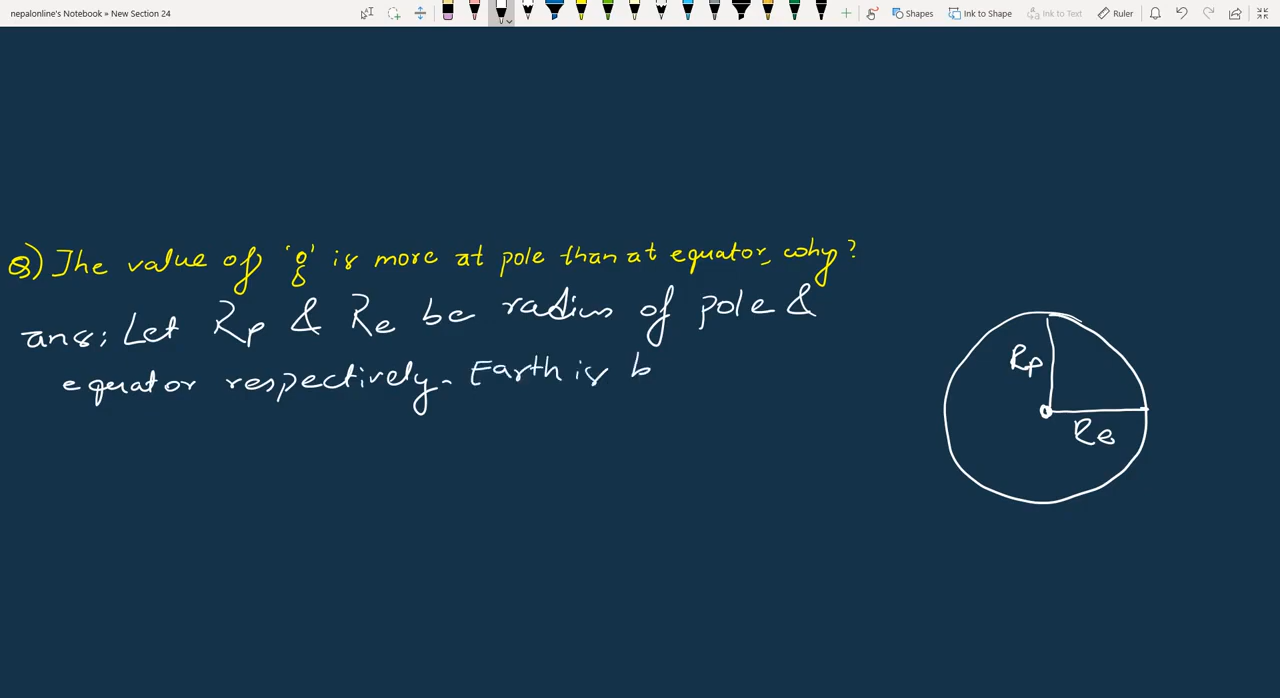 nepalonline's Notebook » New Section 24
Shapes
Ink to Shape
Ink to Text
Ruler
Q) The value of 'g' is more at pole than at equator, why?
ans: Let Rp & Re be radius of pole &
equator respectively. Earth is b
Rp
Re